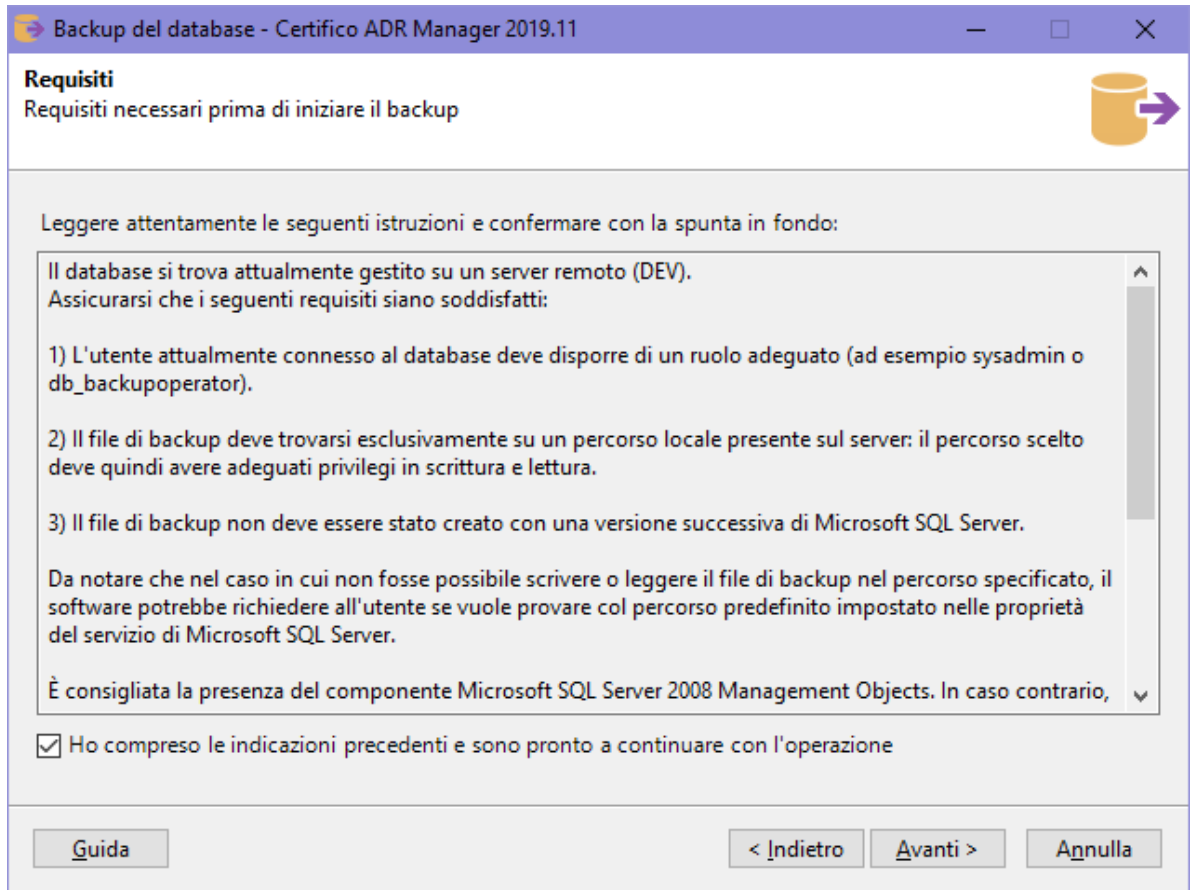 Backup del database - Certifico ADR Manager 2019.11
Requisiti
Requisiti necessari prima di iniziare il backup
Leggere attentamente le seguenti istruzioni e confermare con la spunta in fondo:
Il database si trova attualmente gestito su un server remoto (DEV).
Assicurarsi che i seguenti requisiti siano soddisfatti:
1) L'utente attualmente connesso al database deve disporre di un ruolo adeguato (ad esempio sysadmin o
db_backupoperator).
2) Il file di backup deve trovarsi esclusivamente su un percorso locale presente sul server: il percorso scelto
deve quindi avere adeguati privilegi in scrittura e lettura.
3) Il file di backup non deve essere stato creato con una versione successiva di Microsoft SQL Server.
Da notare che nel caso in cui non fosse possibile scrivere o leggere il file di backup nel percorso specificato, il
software potrebbe richiedere all'utente se vuole provare col percorso predefinito impostato nelle proprietà
del servizio di Microsoft SQL Server.
È consigliata la presenza del componente Microsoft SQL Server 2008 Management Objects. In caso contrario,
Ho compreso le indicazioni precedenti e sono pronto a continuare con l'operazione
Guida
< Indietro
Avanti >
Annulla